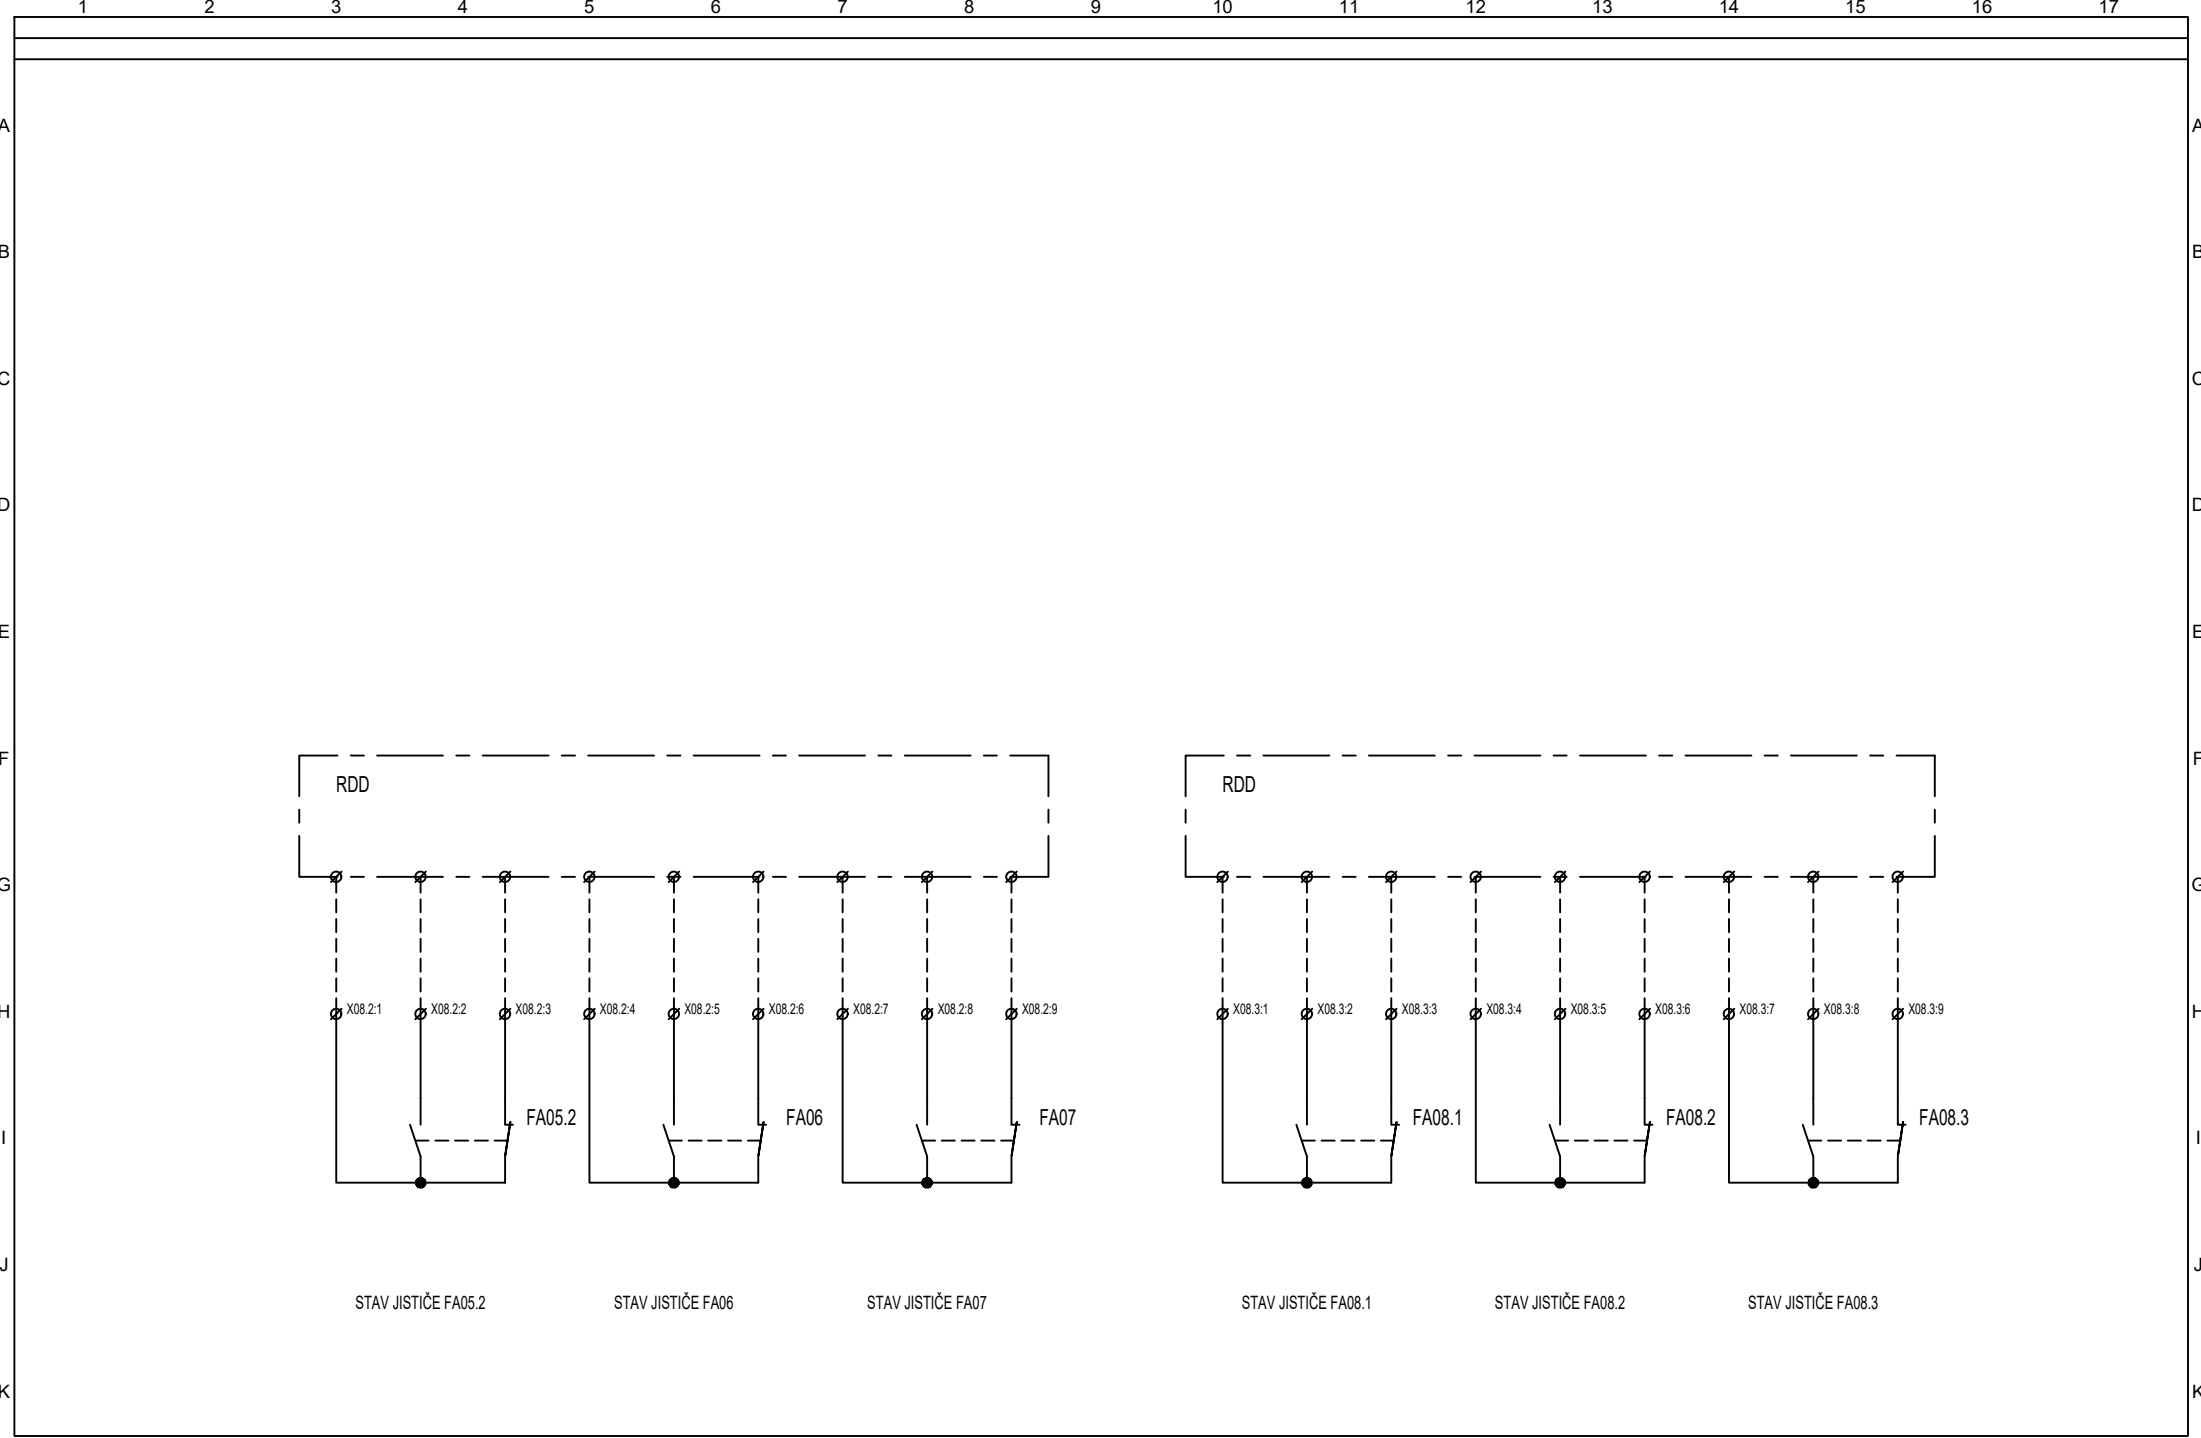 1 2 3 4 5 6 7 8 9 10 11 12 13 14 15 16 17
A A
B B
C C
D D
E E
F F
RDD RDD
G G
H X08.2:1 X08.2:2 X08.2:3 X08.2:4 X08.2:5 X08.2:6 X08.2:7 X08.2:8 X08.2:9 X08.3:1 X08.3:2 X08.3:3 X08.3:4 X08.3:5 X08.3:6 X08.3:7 X08.3:8 X08.3:9 H
FA05.2 FA06 FA07 FA08.1 FA08.2 FA08.3
I I
J J
STAV JISTIČE FA05.2 STAV JISTIČE FA06 STAV JISTIČE FA07 STAV JISTIČE FA08.1 STAV JISTIČE FA08.2 STAV JISTIČE FA08.3
K K